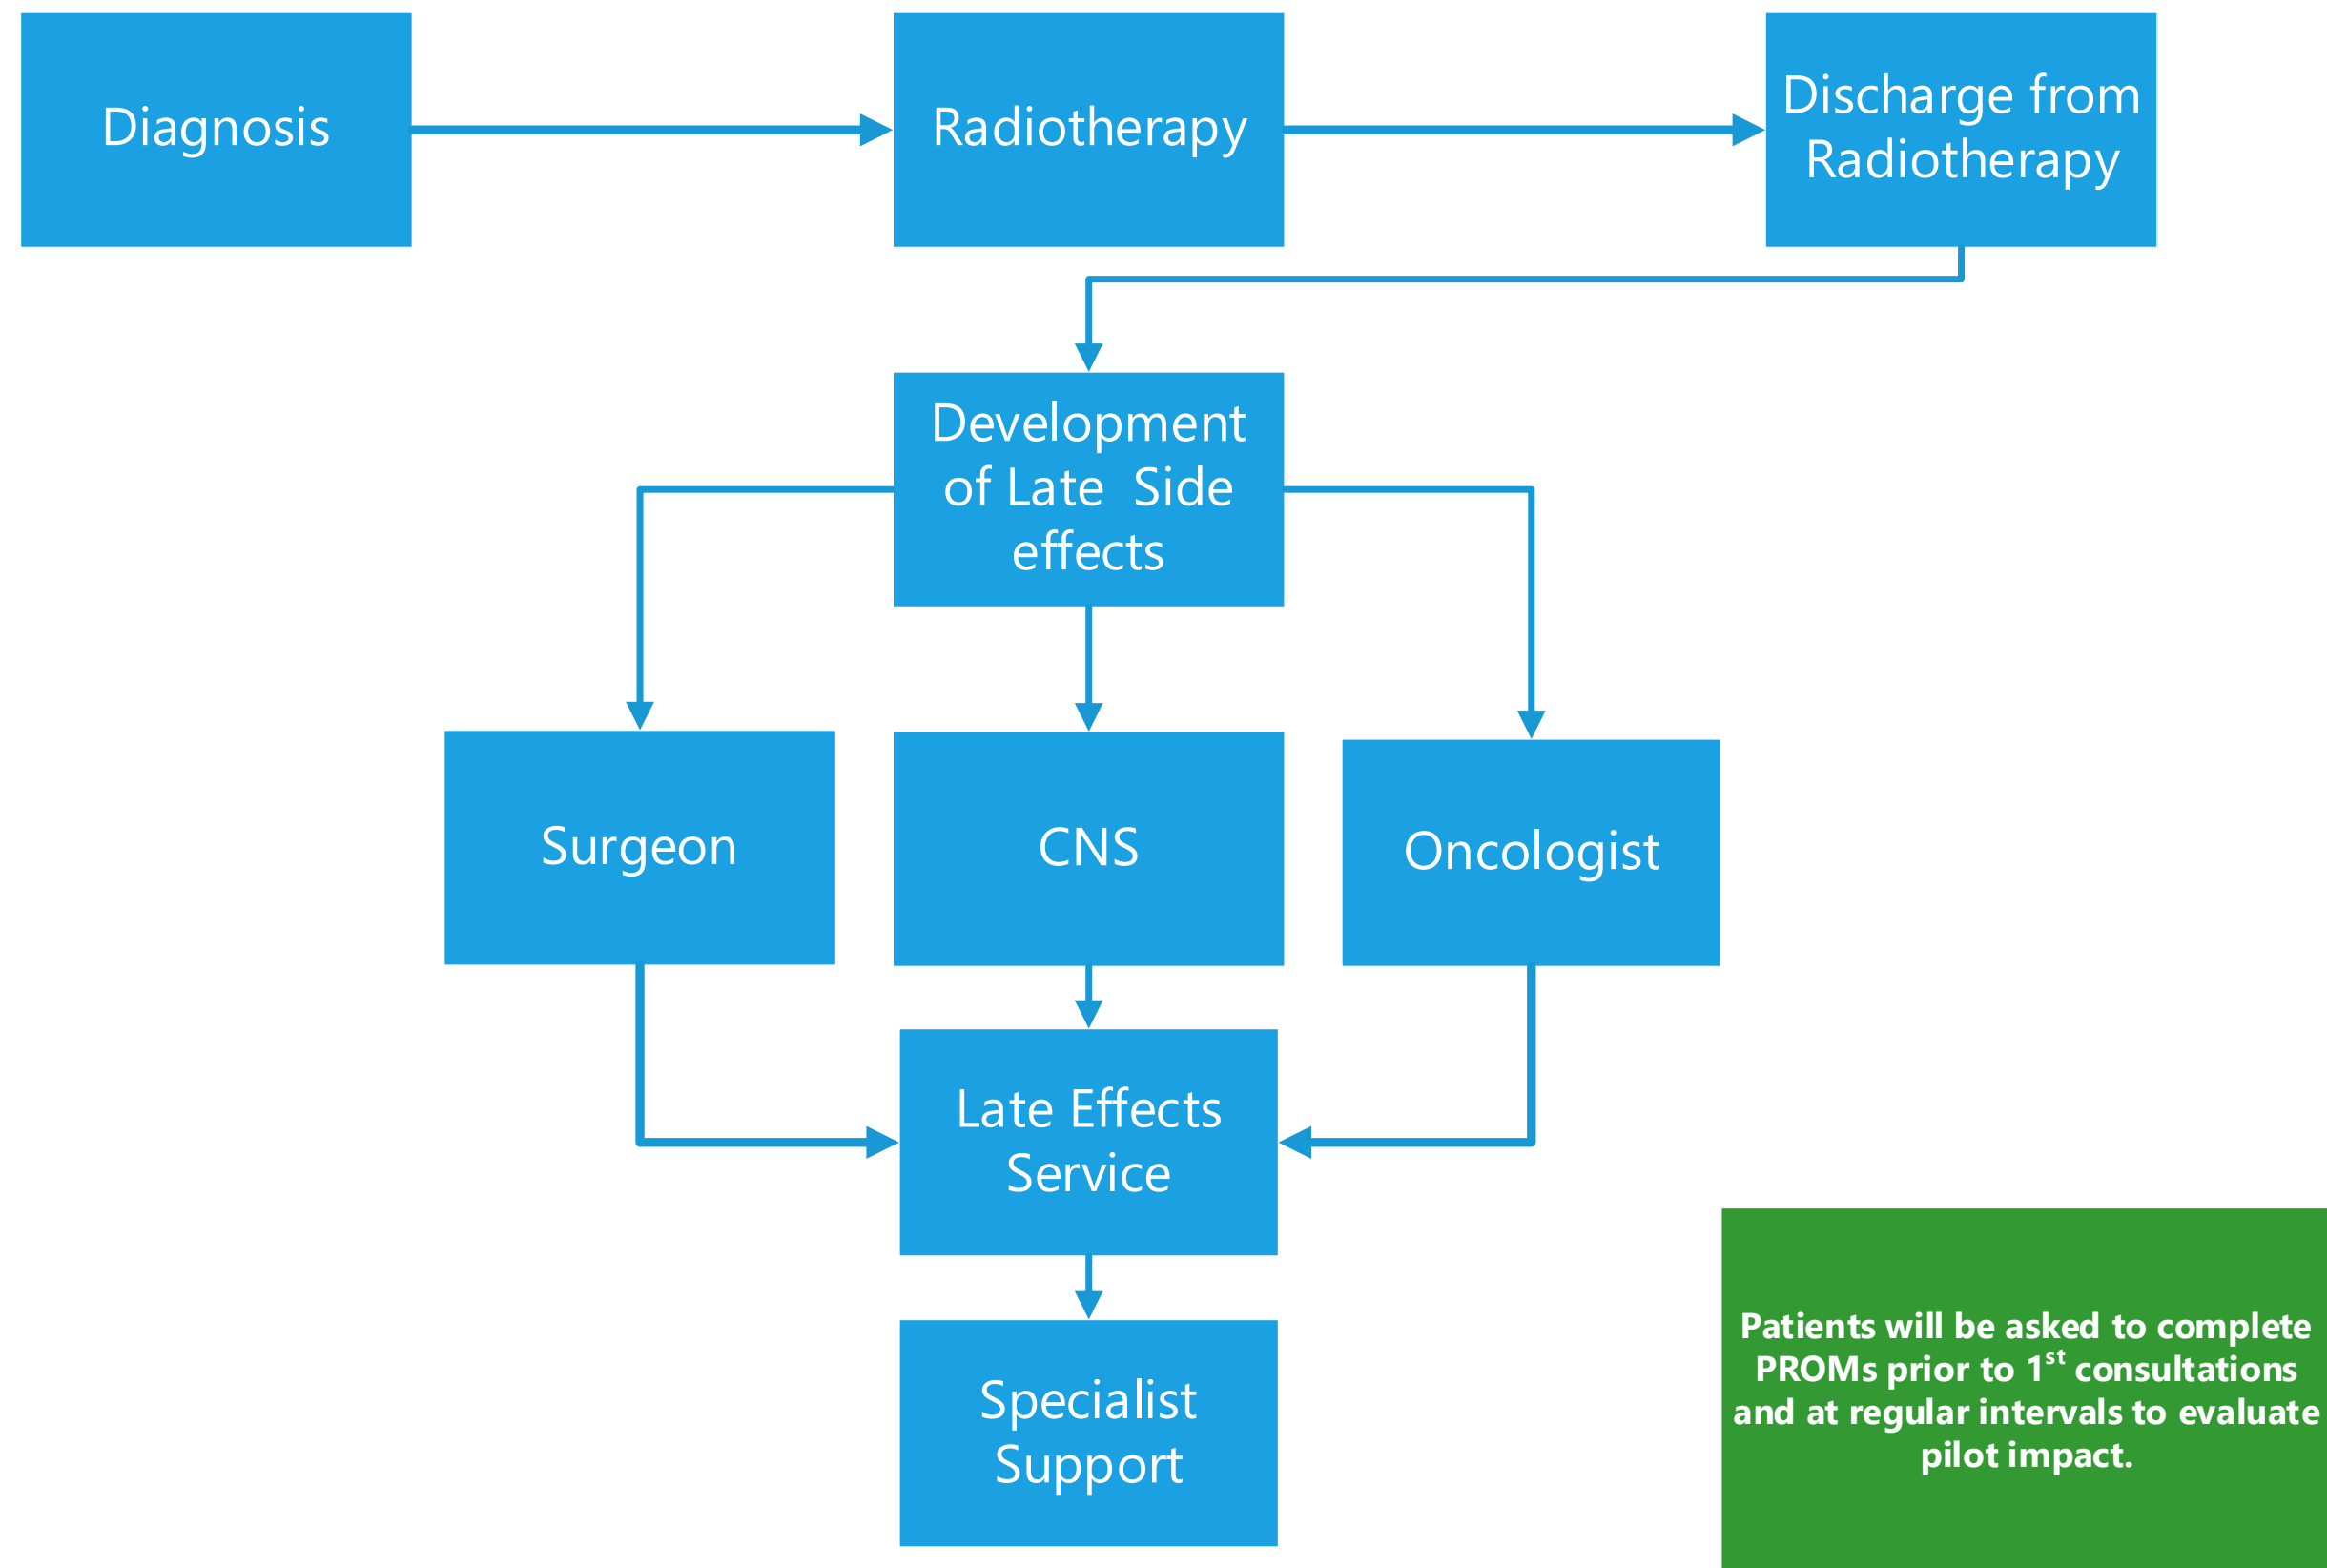 Diagnosis
Radiotherapy
Discharge from
Radiotherapy
Development
of Late  Side
effects
Surgeon
CNS
Oncologist
Late Effects
Service
Specialist
Support
Patients will be asked to complete
PROMs prior to 1st consultations
and at regular intervals to evaluate
pilot impact.